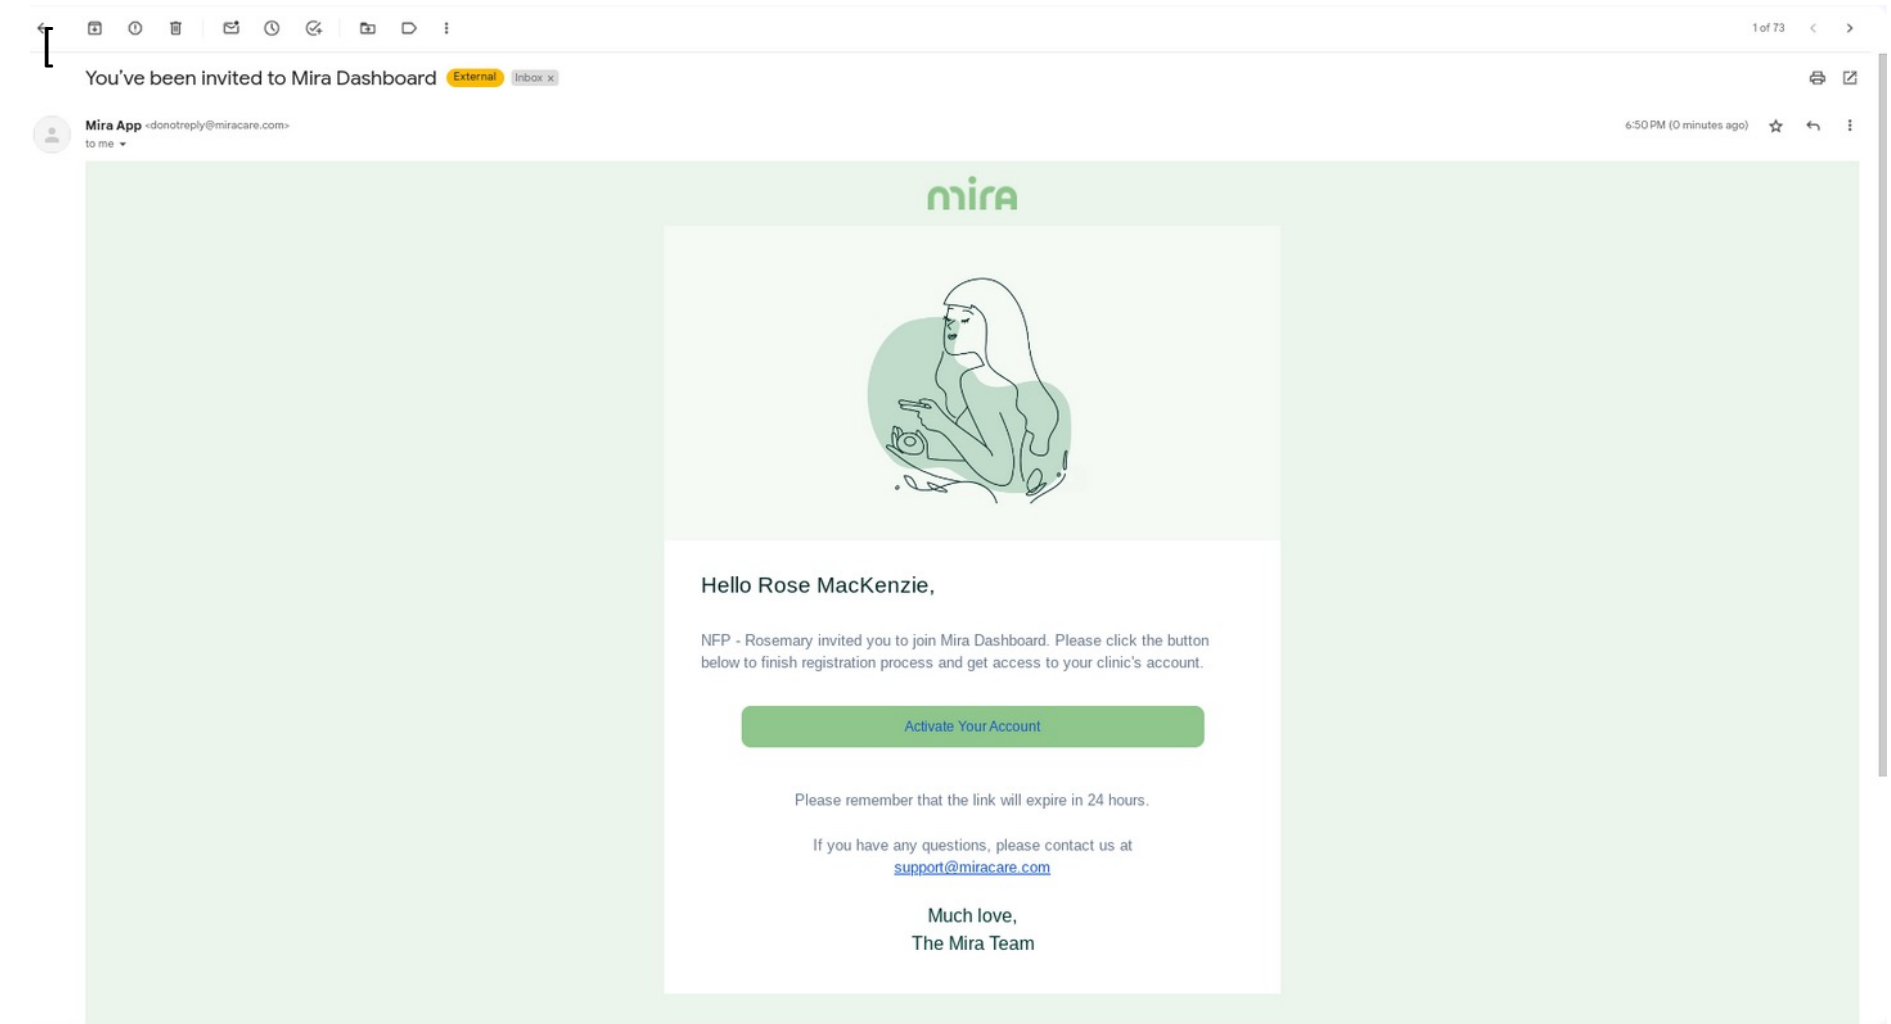 1 of 73
You've been invited to Mira Dashboard External Inbox x
Mira App <donotreply@miracare.com>
6:50 PM (0 minutes ago)
to me
mira
Hello Rose MacKenzie,
NFP - Rosemary invited you to join Mira Dashboard. Please click the button
below to finish registration process and get access to your clinic's account.
Activate Your Account
Please remember that the link will expire in 24 hours.
If you have any questions, please contact us at
support@miracare.com
Much love,
The Mira Team